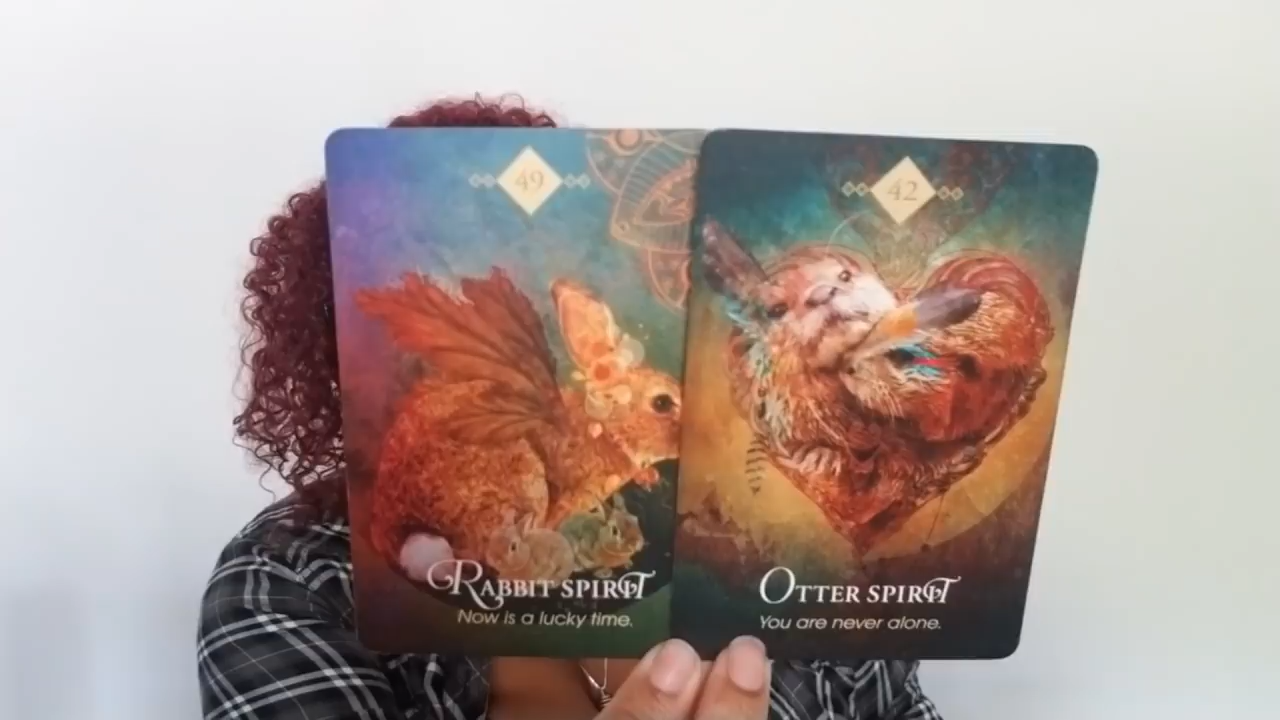 49
RABBIT SPIRIT
Now is a lucky time.
42
OTTER SPIRIT
You are never alone.